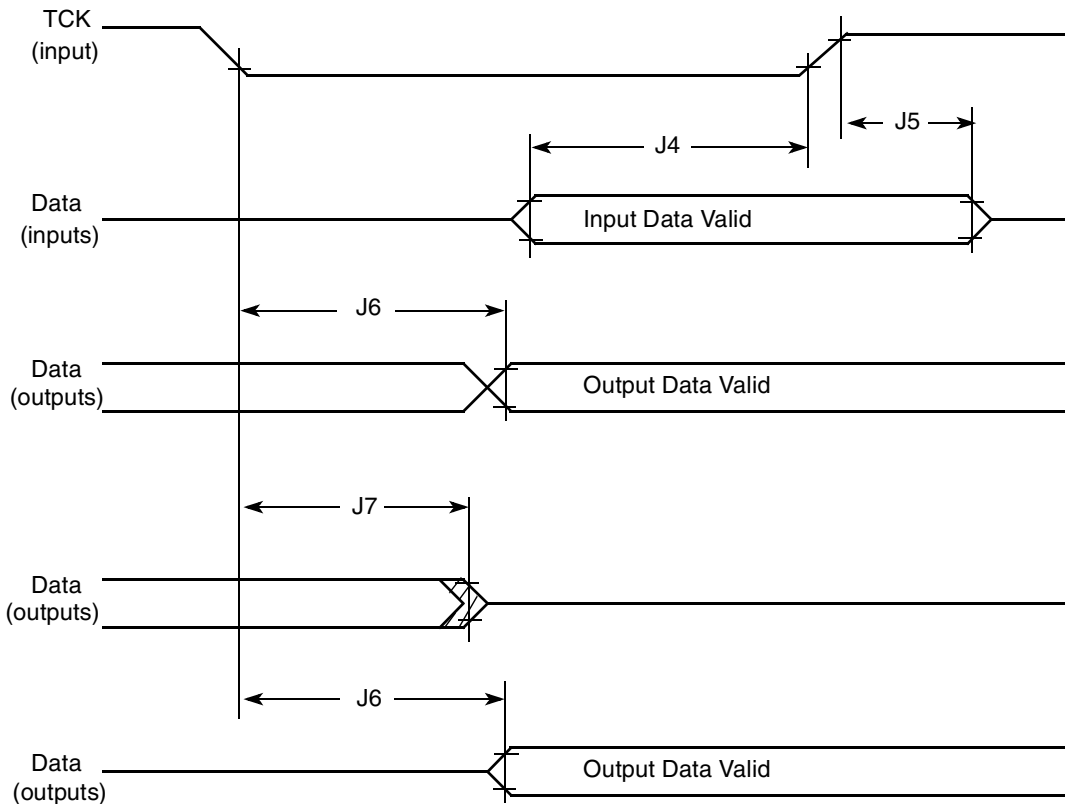 TCK
(input)
J5
J4
Data
(inputs)
Input Data Valid
J6
Data
(outputs)
Output Data Valid
J7
Data
(outputs)
J6
Data
(outputs)
Output Data Valid